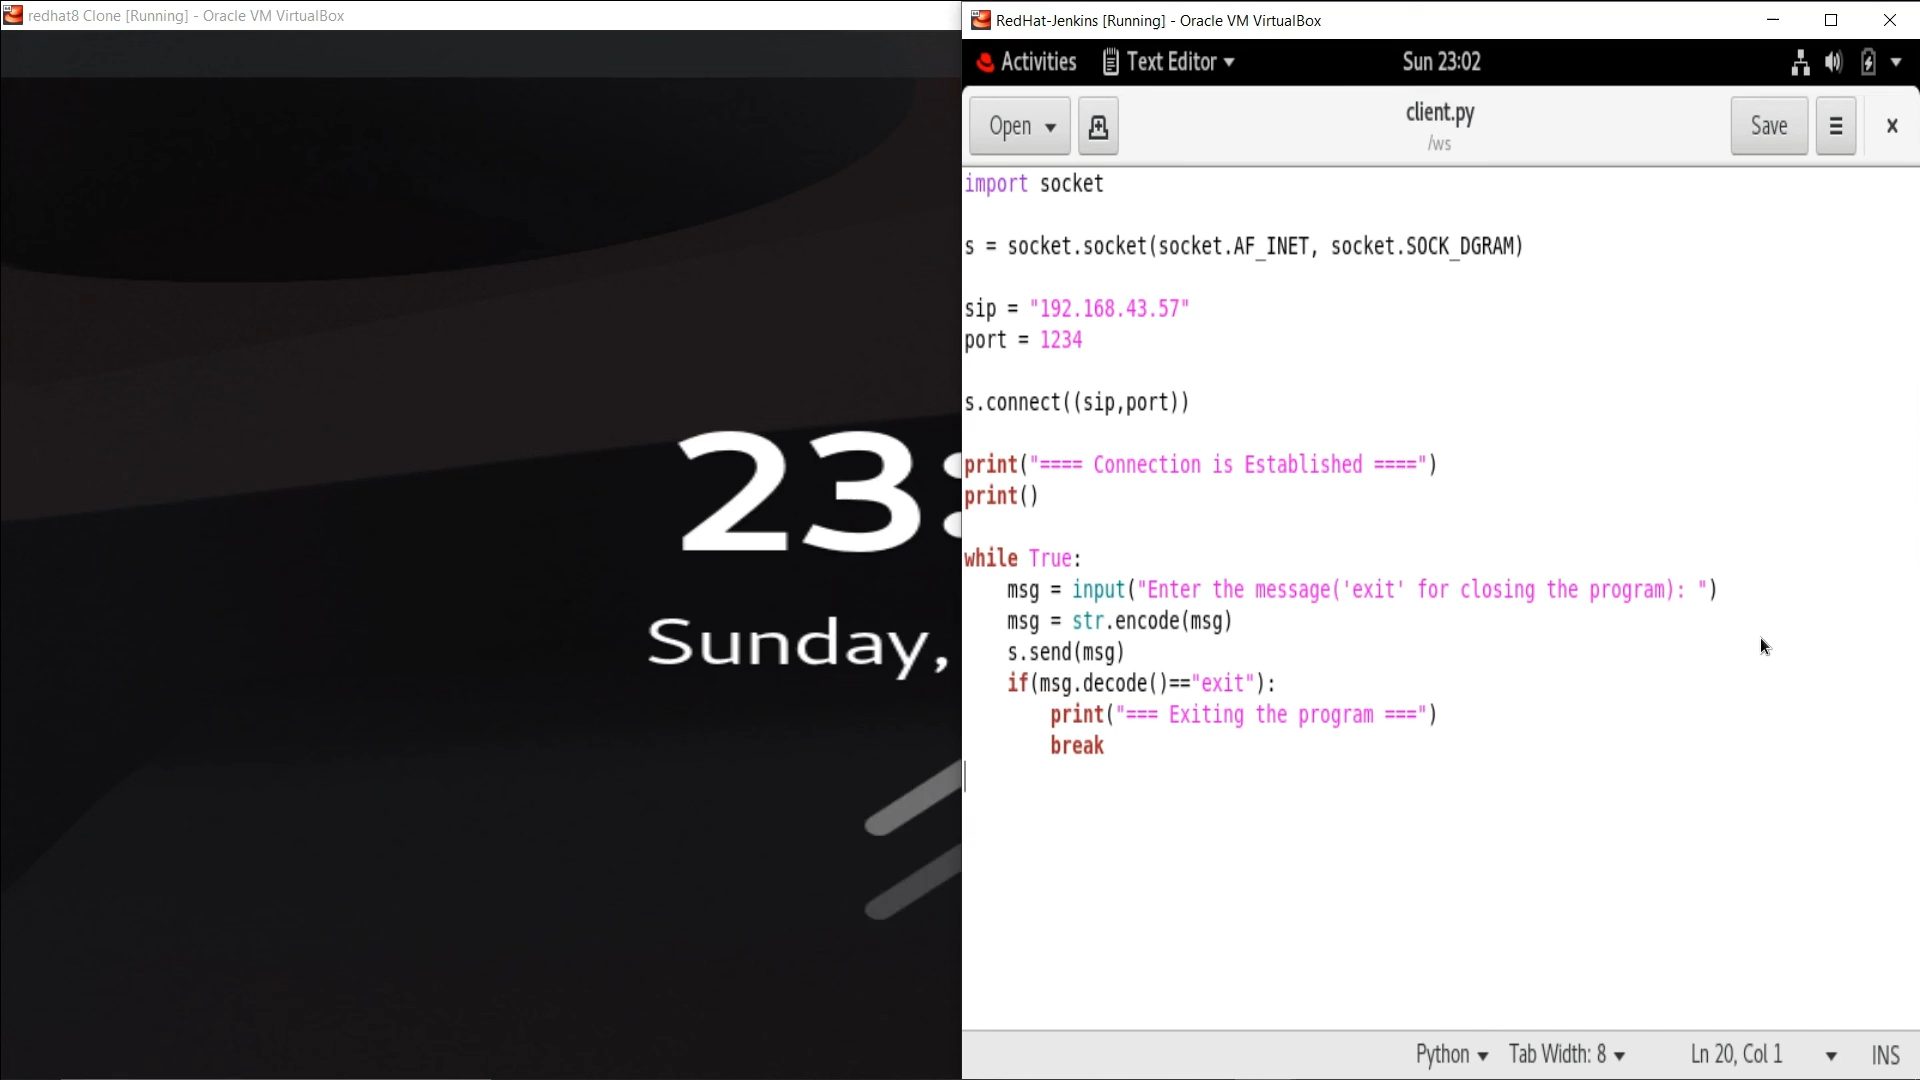 redhat8 Clone [Running] - Oracle VM VirtualBox
23:
Sunday,
RedHat-Jenkins [Running] - Oracle VM VirtualBox
Activities Text Editor Sun 23:02
Open client.py Save
/ws
import socket
s = socket.socket(socket.AF_INET, socket.SOCK_DGRAM)
sip = "192.168.43.57"
port = 1234
s.connect((sip,port))
print("==== Connection is Established ====")
print()
while True:
    msg = input("Enter the message('exit' for closing the program): ")
    msg = str.encode(msg)
    s.send(msg)
    if(msg.decode()=="exit"):
        print("=== Exiting the program ===")
        break
Python Tab Width: 8 Ln 20, Col 1 INS